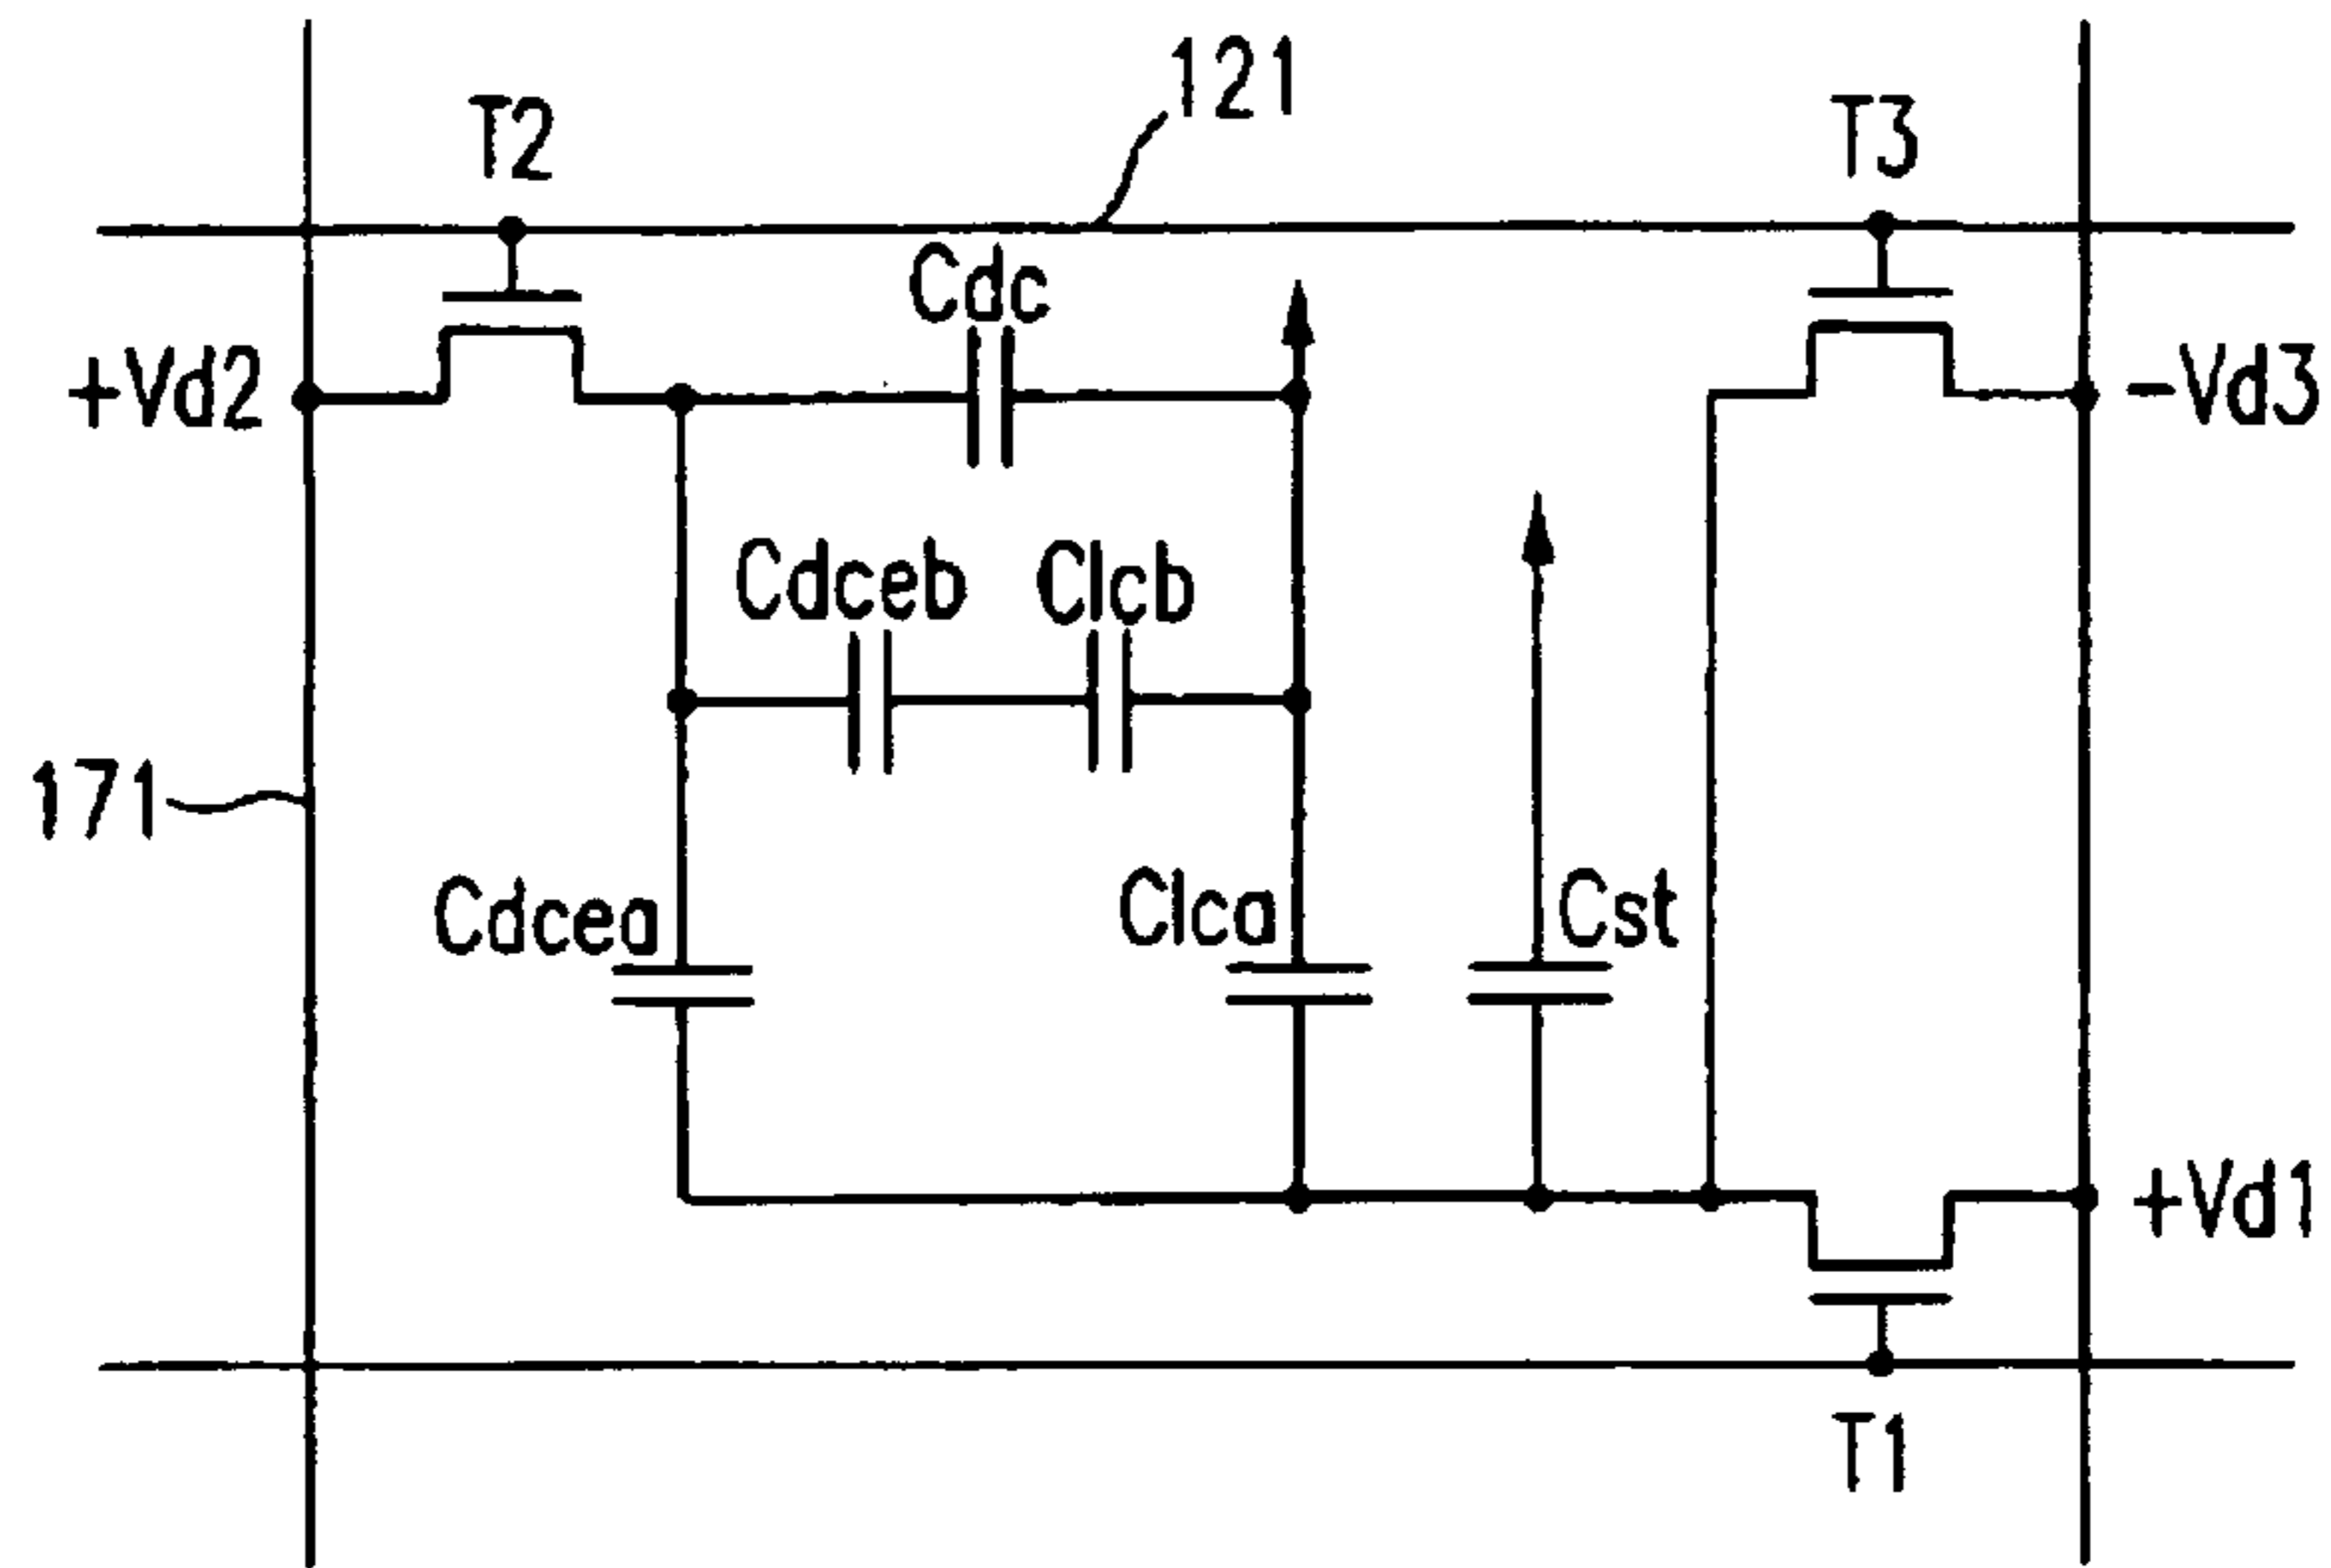 121
T2
T3
Cdc
+Vd2
-Vd3
Cdceb
Clcb
171
Cdcea
Clca
Cst
+Vd1
T1